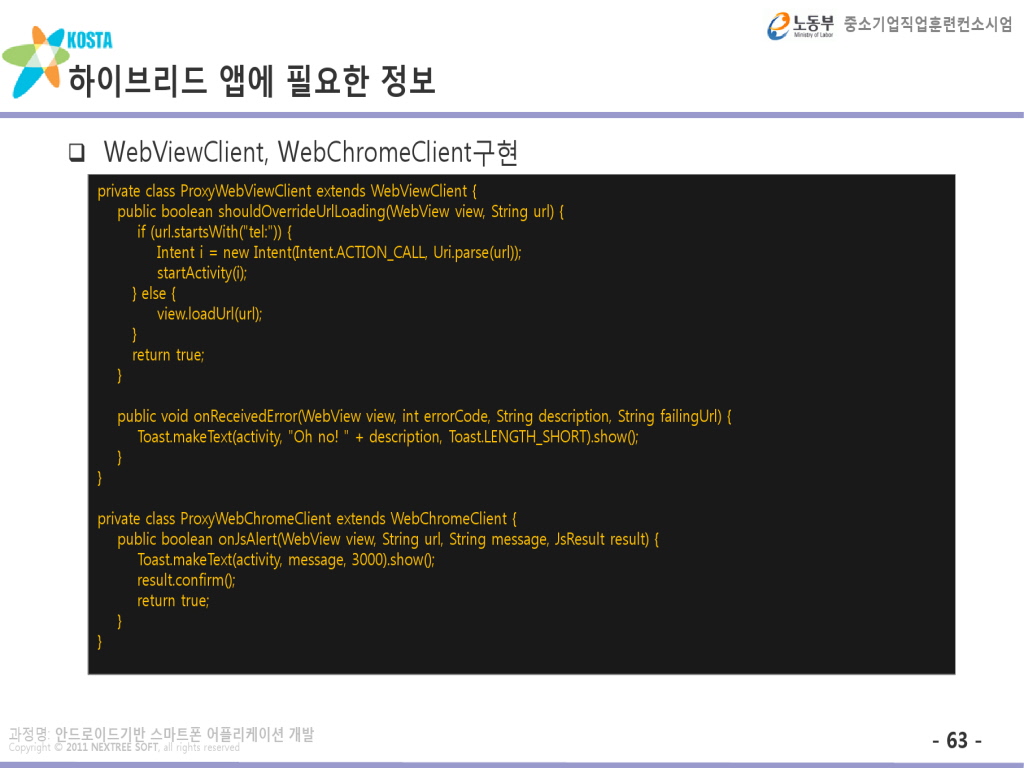 노동부 중소기업직업훈련컨소시엄
Ministry of Labor
KOSTA
하이브리드 앱에 필요한 정보
❑ WebViewClient, WebChromeClient구현
private class ProxyWebViewClient extends WebViewClient {
public boolean shouldOverrideUrlLoading(WebView view, String url) {
if (url.startsWith("tel:")) {
Intent i = new Intent(Intent.ACTION_CALL, Uri.parse(url));
startActivity(i);
} else {
view.loadUrl(url);
}
return true;
}
public void onReceivedError(WebView view, int errorCode, String description, String failingUrl) {
Toast.makeText(activity, "Oh no! " + description, Toast.LENGTH_SHORT).show();
}
}
private class ProxyWebChromeClient extends WebChromeClient {
public boolean onJsAlert(WebView view, String url, String message, JsResult result) {
Toast.makeText(activity, message, 3000).show();
result.confirm();
return true;
}
}
과정명: 안드로이드기반 스마트폰 어플리케이션 개발
Copyright © 2011 NEXTREE SOFT, all rights reserved
- 63 -